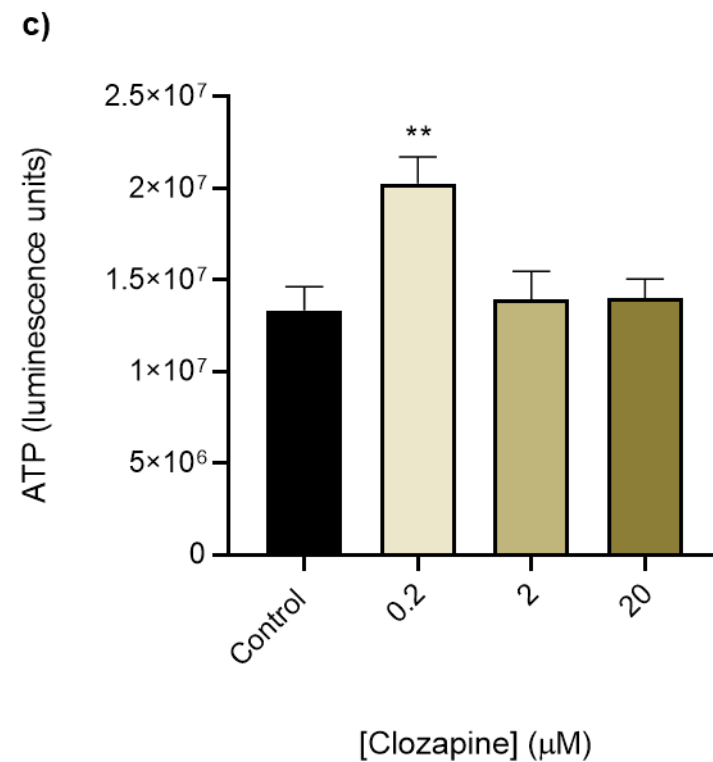 c)
ATP (luminescence units)
2.5×10⁷
2×10⁷
1.5×10⁷
1×10⁷
5×10⁶
0
**
Control
0.2
2
20
[Clozapine] (μM)